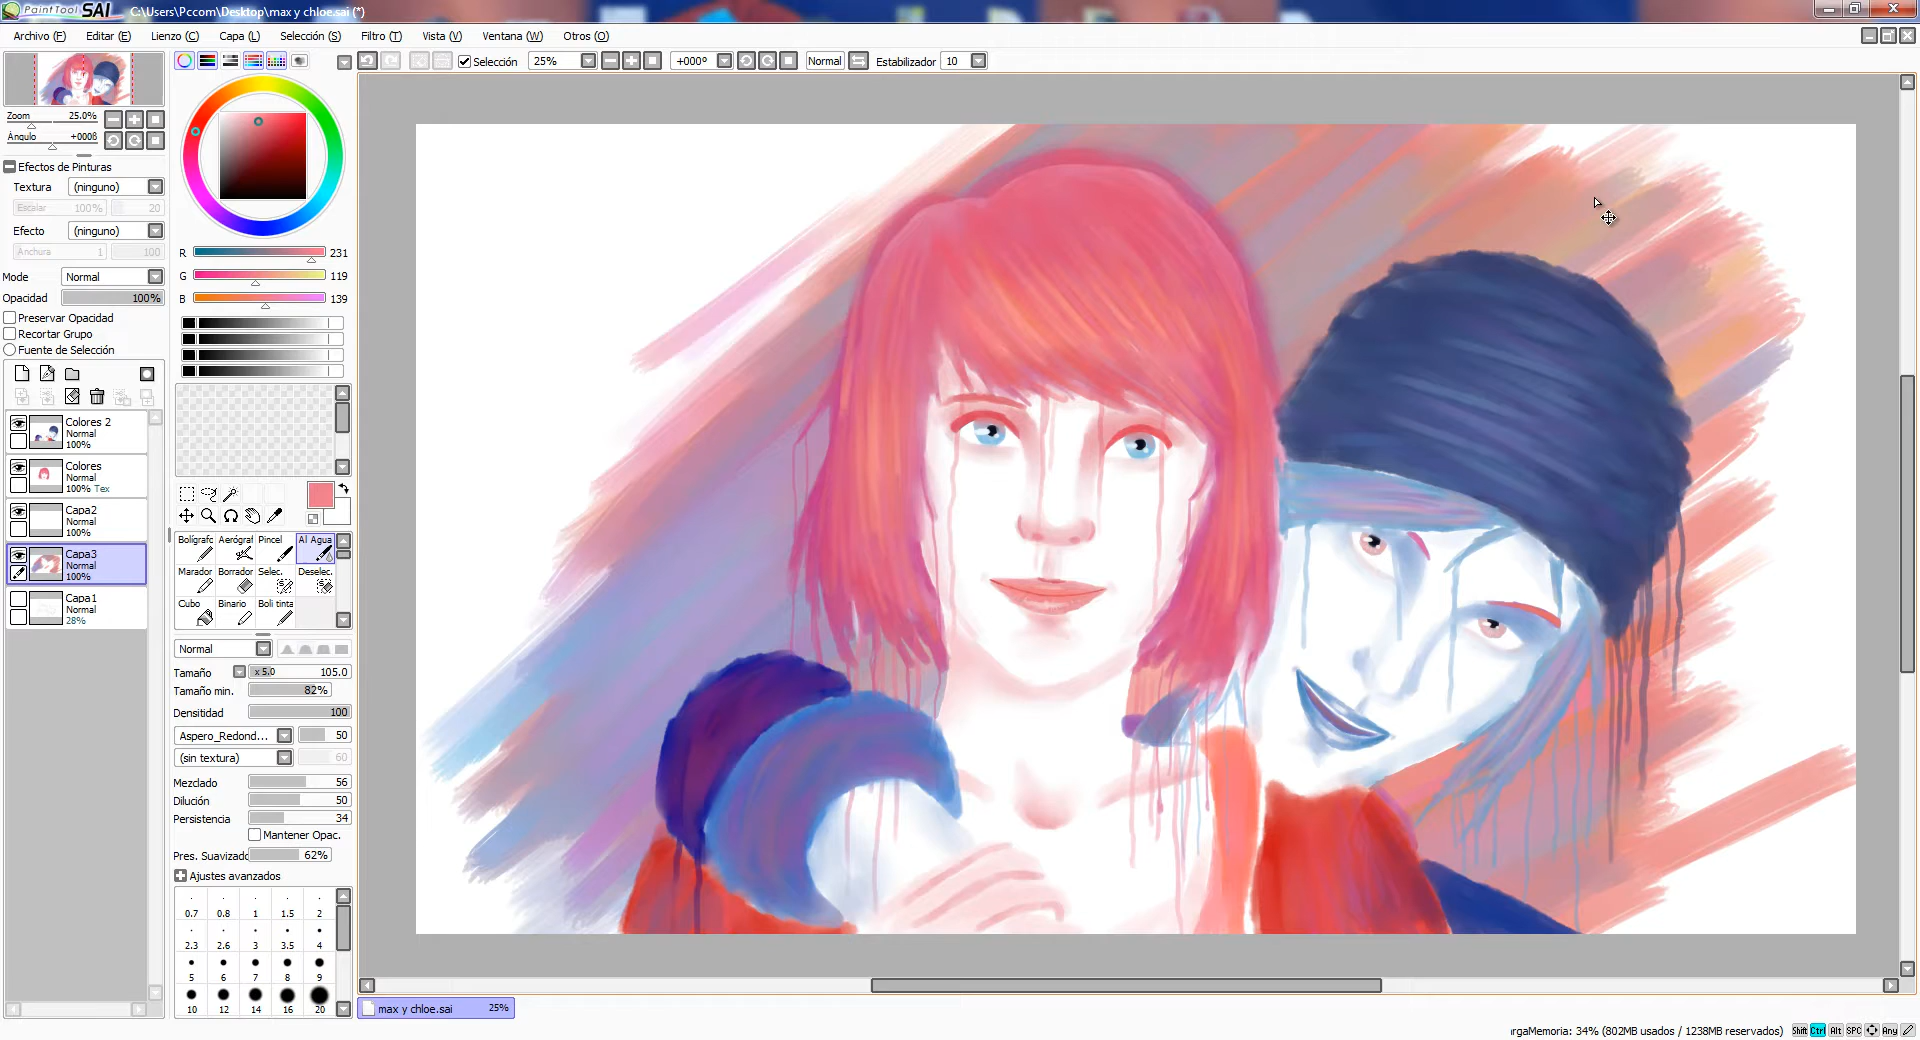 PaintTool SAI C:\Users\Pccom\Desktop\max y chloe.sai (*)
Archivo (F) Editar (E) Lienzo (C) Capa (L) Selección (S) Filtro (T) Vista (V) Ventana (W) Otros (O)
Selección 25% +000º Normal Estabilizador 10
Zoom 25.0%
Ángulo +000ß
Efectos de Pinturas
Textura (ninguno)
Escalar 100% 20
Efecto (ninguno)
Anchura 1 100
Mode Normal
Opacidad 100%
Preservar Opacidad
Recortar Grupo
Fuente de Selección
Colores 2
Normal
100%
Colores
Normal
100% Tex
Capa2
Normal
100%
Capa3
Normal
100%
Capa1
Normal
28%
R 231
G 119
B 139
Bolígrafo Aerógraf Pincel Al Agua
Marador Borrador Selec. Deselec.
Cubo Binario Boli tinta
Normal
Tamaño x 5.0 105.0
Tamaño min. 82%
Densitidad 100
Aspero_Redond... 50
(sin textura) 60
Mezclado 56
Dilución 50
Persistencia 34
Mantener Opac.
Pres. Suavizado 62%
Ajustes avanzados
0.7 0.8 1 1.5 2
2.3 2.6 3 3.5 4
5 6 7 8 9
10 12 14 16 20
max y chloe.sai 25%
rgaMemoria: 34% (802MB usados / 1238MB reservados) Shift Ctrl Alt SPC Any